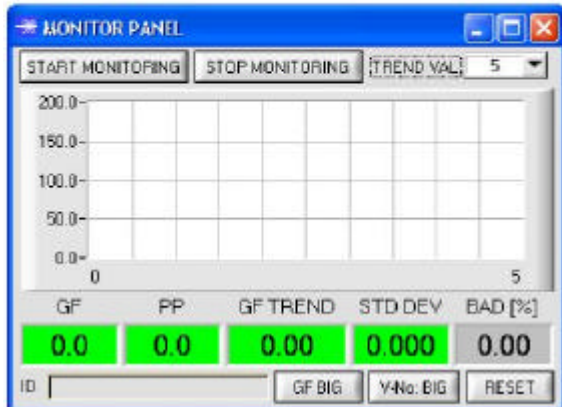 MONITOR PANEL
START MONITORING STOP MONITORING TREND VAL. 5
200.0
150.0
100.0
50.0
0.0
0 5
GF PP GF TREND STD DEV BAD [%]
0.0 0.0 0.00 0.000 0.00
ID GF BIG V-No. BIG RESET